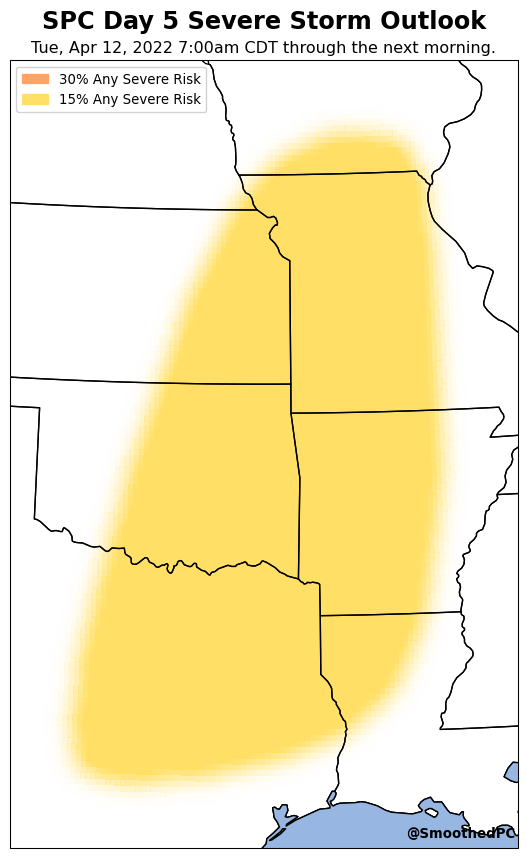 SPC Day 5 Severe Storm Outlook
Tue, Apr 12, 2022 7:00am CDT through the next morning.
30% Any Severe Risk
15% Any Severe Risk
@SmoothedPC